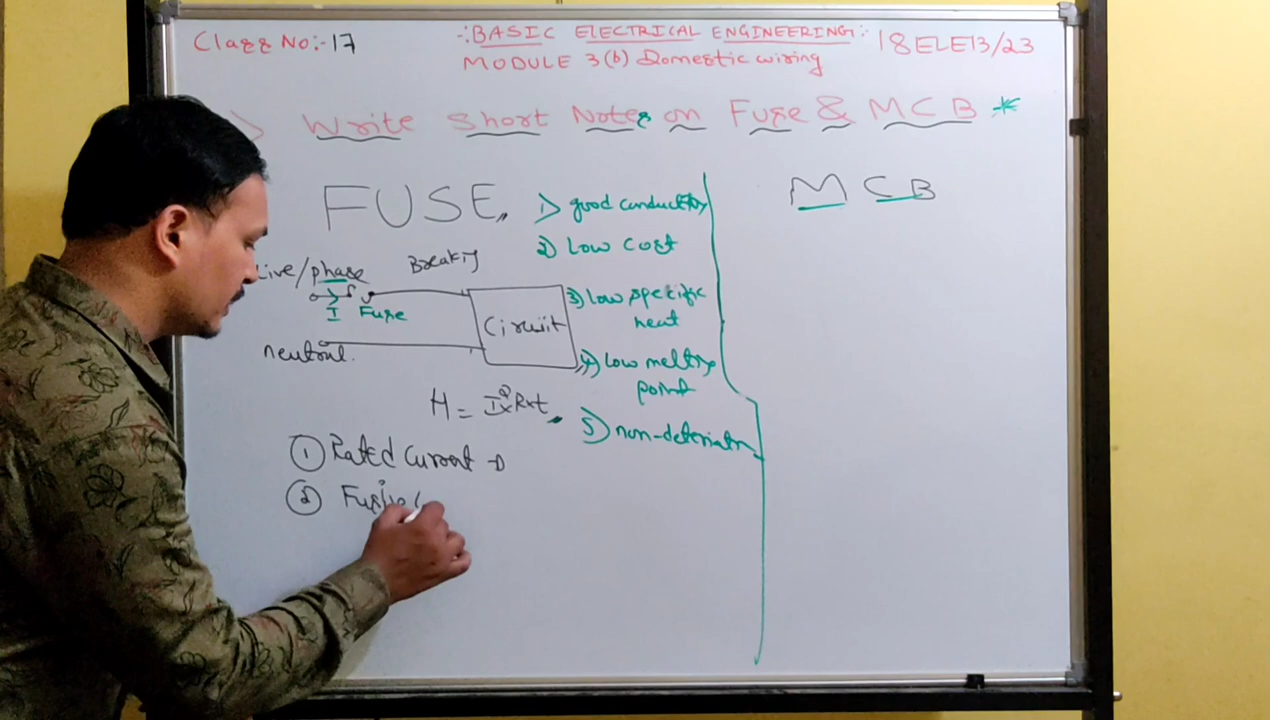 Class No:- 17
-:BASIC ELECTRICAL ENGINEERING:-
18ELE13/23
MODULE 3(b) Domestic wiring
Write Short Notes on Fuse & MCB *
FUSE
Live/phase
Breaking
I
Fuse
neutral.
Circuit
H = I²xRxt
① Rated current →
② Fusing
1) good conductor
2) Low cost
3) Low specific
heat
4) Low melting
point
5) non-deterioration
MCB